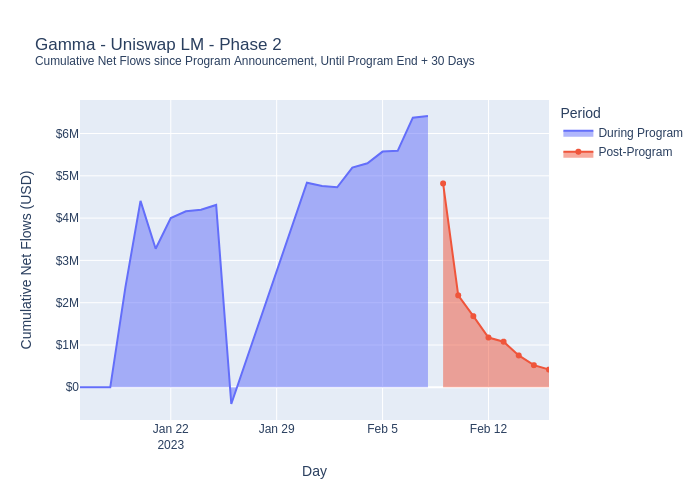 Gamma - Uniswap LM - Phase 2
Cumulative Net Flows since Program Announcement, Until Program End + 30 Days
Period
During Program
Post-Program
Cumulative Net Flows (USD)
$6M
$5M
$4M
$3M
$2M
$1M
$0
Jan 22
2023
Jan 29
Feb 5
Feb 12
Day